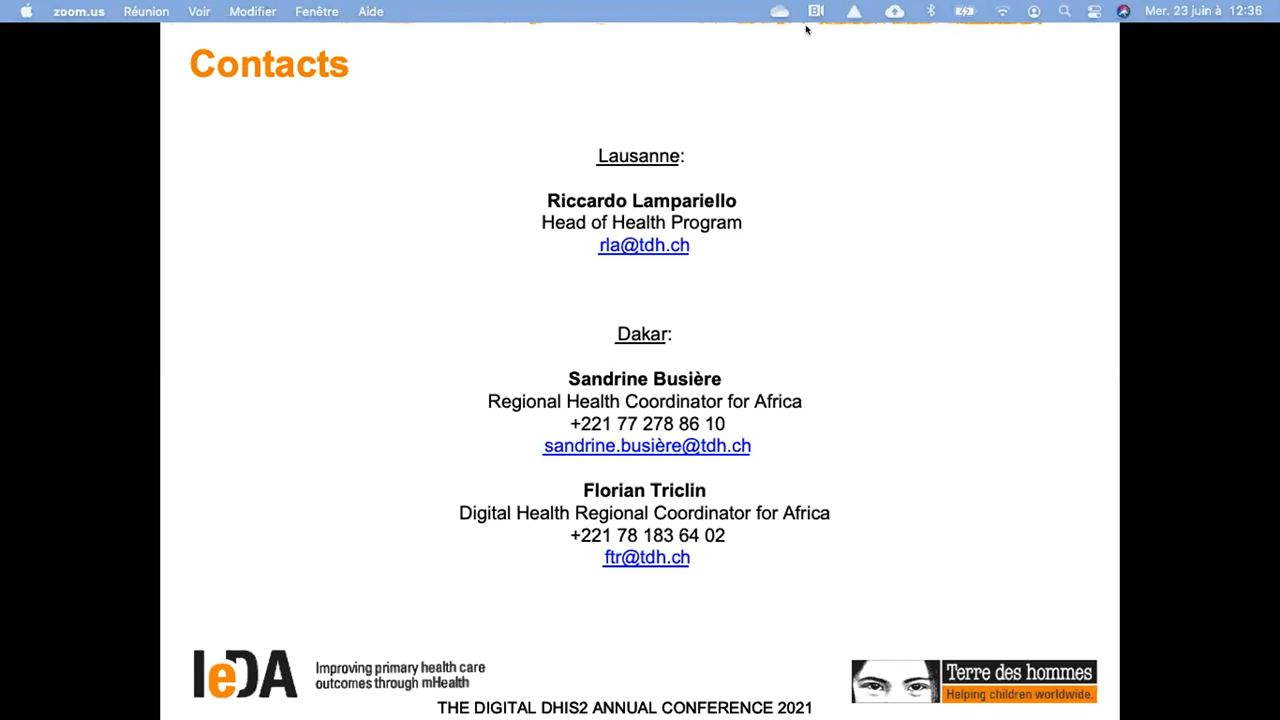 zoom.us Réunion Voir Modifier Fenêtre Aide Mer. 23 juin à 12:36
Contacts
Lausanne:
Riccardo Lampariello
Head of Health Program
rla@tdh.ch
Dakar:
Sandrine Busière
Regional Health Coordinator for Africa
+221 77 278 86 10
sandrine.busière@tdh.ch
Florian Triclin
Digital Health Regional Coordinator for Africa
+221 78 183 64 02
ftr@tdh.ch
IeDA
Improving primary health care
outcomes through mHealth
Terre des hommes
Helping children worldwide.
THE DIGITAL DHIS2 ANNUAL CONFERENCE 2021